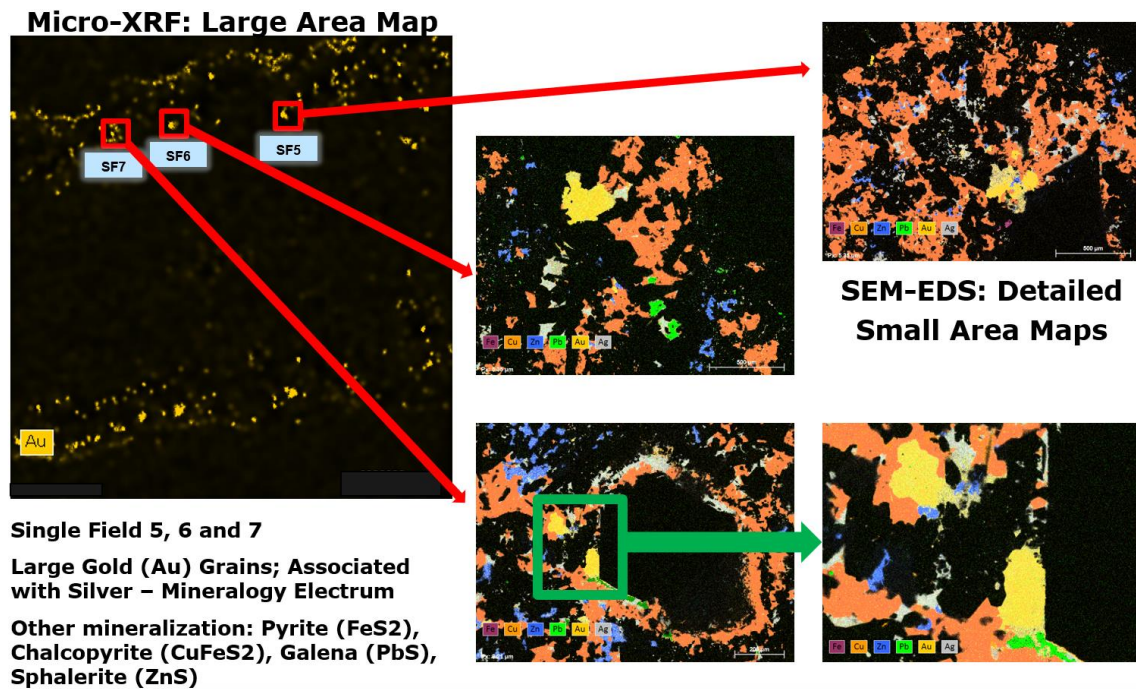 Micro-XRF: Large Area Map
SF7
SF6
SF5
Au
Fe Cu Zn Pb Au Ag
500 µm
SEM-EDS: Detailed
Small Area Maps
Fe Cu Zn Pb Au Ag
500 µm
Fe Cu Zn Pb Au Ag
200 µm
Fe Cu Zn Pb Au Ag
Single Field 5, 6 and 7
Large Gold (Au) Grains; Associated
with Silver – Mineralogy Electrum
Other mineralization: Pyrite (FeS2),
Chalcopyrite (CuFeS2), Galena (PbS),
Sphalerite (ZnS)